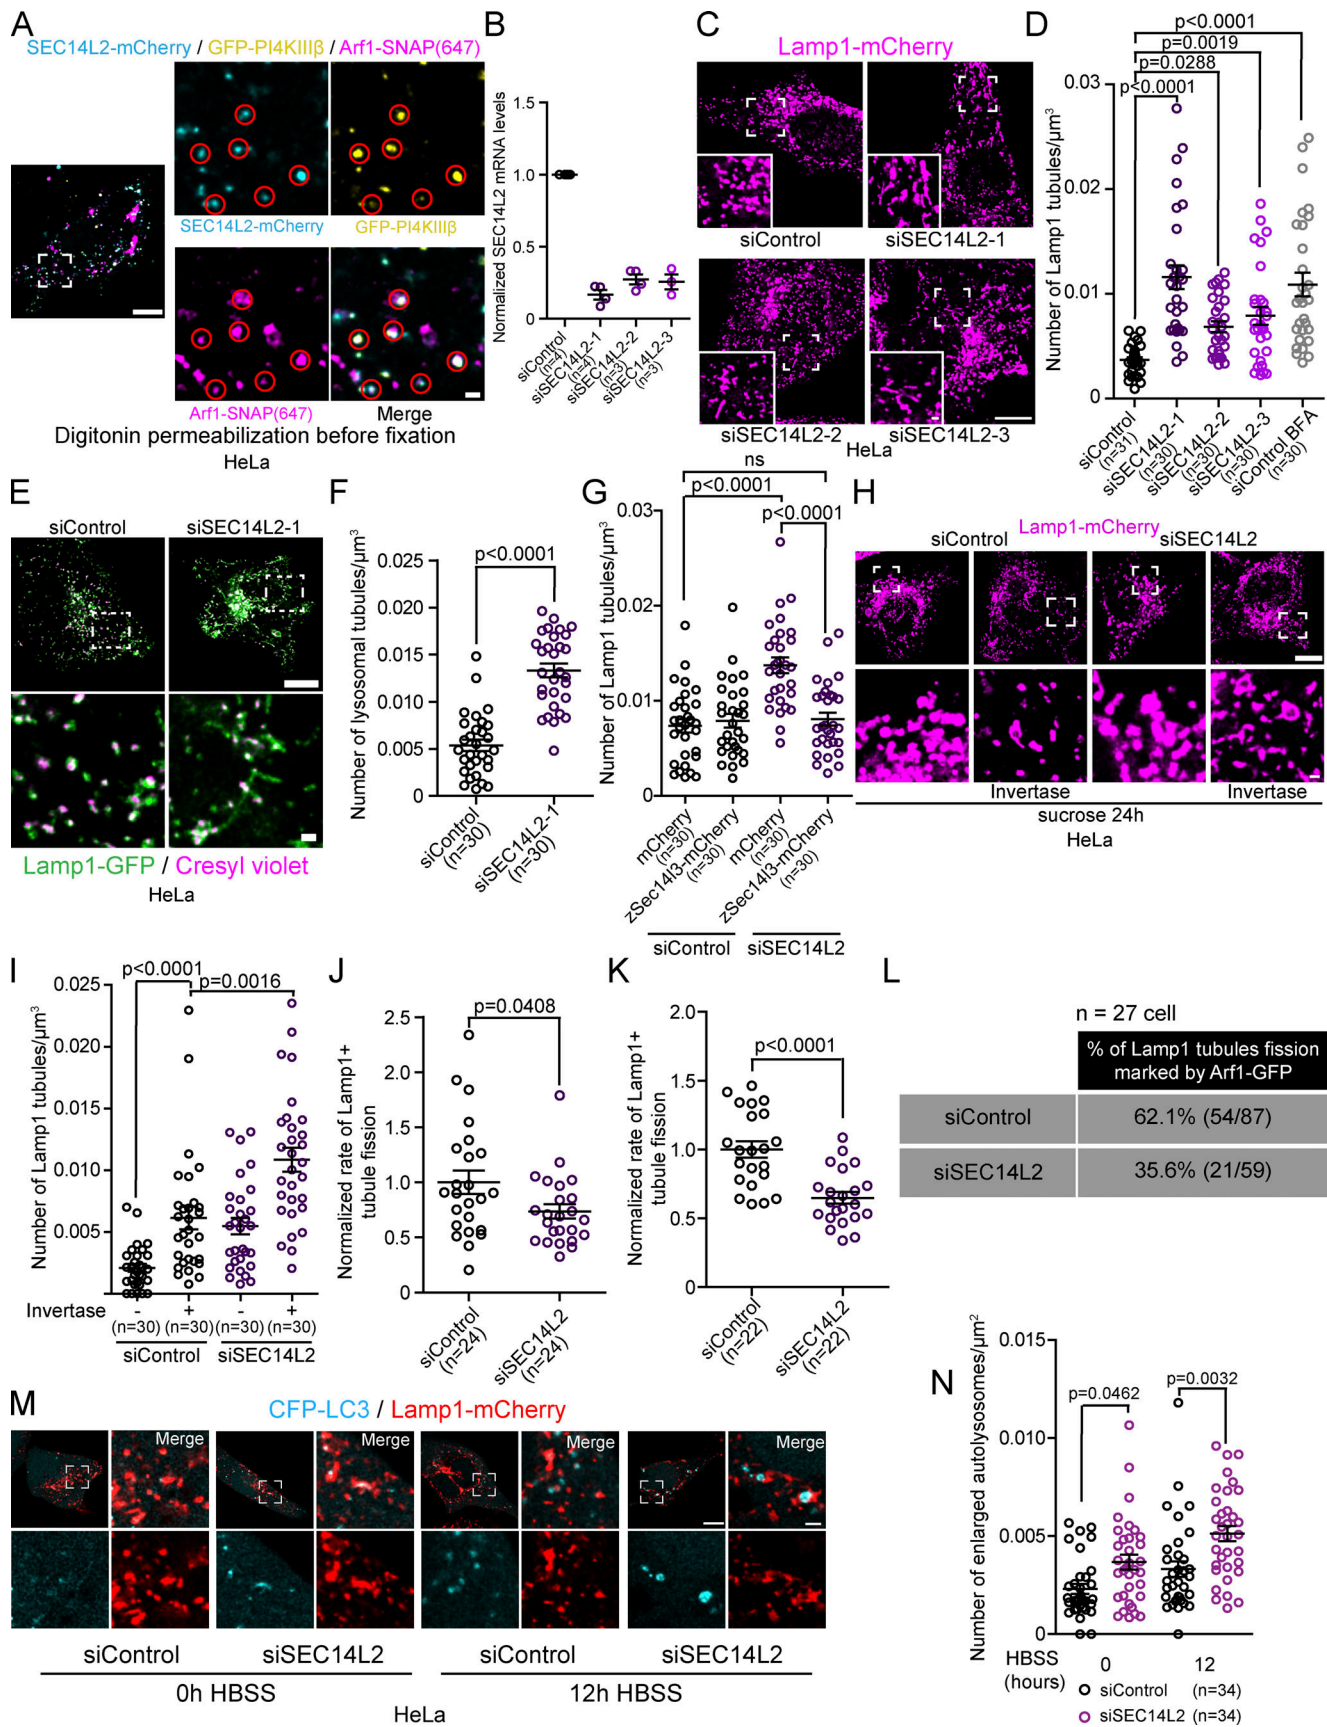 A
SEC14L2-mCherry / GFP-PI4KIIIβ / Arf1-SNAP(647)
SEC14L2-mCherry
GFP-PI4KIIIβ
Arf1-SNAP(647)
Merge
Digitonin permeabilization before fixation
HeLa
B
Normalized SEC14L2 mRNA levels
1.5
1.0
0.5
0
siControl
(n=4)
siSEC14L2-1
(n=4)
siSEC14L2-2
(n=3)
siSEC14L2-3
(n=3)
C
Lamp1-mCherry
siControl
siSEC14L2-1
siSEC14L2-2
siSEC14L2-3
HeLa
D
p<0.0001
p=0.0019
p=0.0288
p<0.0001
Number of Lamp1 tubules/µm³
0.03
0.02
0.01
0
siControl
(n=31)
siSEC14L2-1
(n=30)
siSEC14L2-2
(n=30)
siSEC14L2-3
(n=30)
siControl BFA
(n=30)
E
siControl
siSEC14L2-1
Lamp1-GFP / Cresyl violet
HeLa
F
Number of lysosomal tubules/µm³
p<0.0001
0.025
0.020
0.015
0.010
0.005
0
siControl
(n=30)
siSEC14L2-1
(n=30)
G
ns
p<0.0001
p<0.0001
Number of Lamp1 tubules/µm³
0.03
0.02
0.01
0
mCherry
(n=30)
zSec14l3-mCherry
(n=30)
mCherry
(n=30)
zSec14l3-mCherry
(n=30)
siControl
siSEC14L2
H
Lamp1-mCherry
siControl
siSEC14L2
Invertase
Invertase
sucrose 24h
HeLa
I
p<0.0001
p=0.0016
Number of Lamp1 tubules/µm³
0.025
0.020
0.015
0.010
0.005
Invertase - + - +
(n=30) (n=30) (n=30) (n=30)
siControl
siSEC14L2
J
p=0.0408
Normalized rate of Lamp1+
tubule fission
2.5
2.0
1.5
1.0
0.5
0
siControl
(n=24)
siSEC14L2
(n=24)
K
p<0.0001
Normalized rate of Lamp1+
tubule fission
2.0
1.5
1.0
0.5
0
siControl
(n=22)
siSEC14L2
(n=22)
L
n = 27 cell
% of Lamp1 tubules fission
marked by Arf1-GFP
siControl
62.1% (54/87)
siSEC14L2
35.6% (21/59)
M
CFP-LC3 / Lamp1-mCherry
Merge
Merge
Merge
Merge
siControl
siSEC14L2
siControl
siSEC14L2
0h HBSS
12h HBSS
HeLa
N
Number of enlarged autolysosomes/µm²
0.015
0.010
0.005
0
p=0.0462
p=0.0032
HBSS
(hours)
0
12
siControl
(n=34)
siSEC14L2
(n=34)